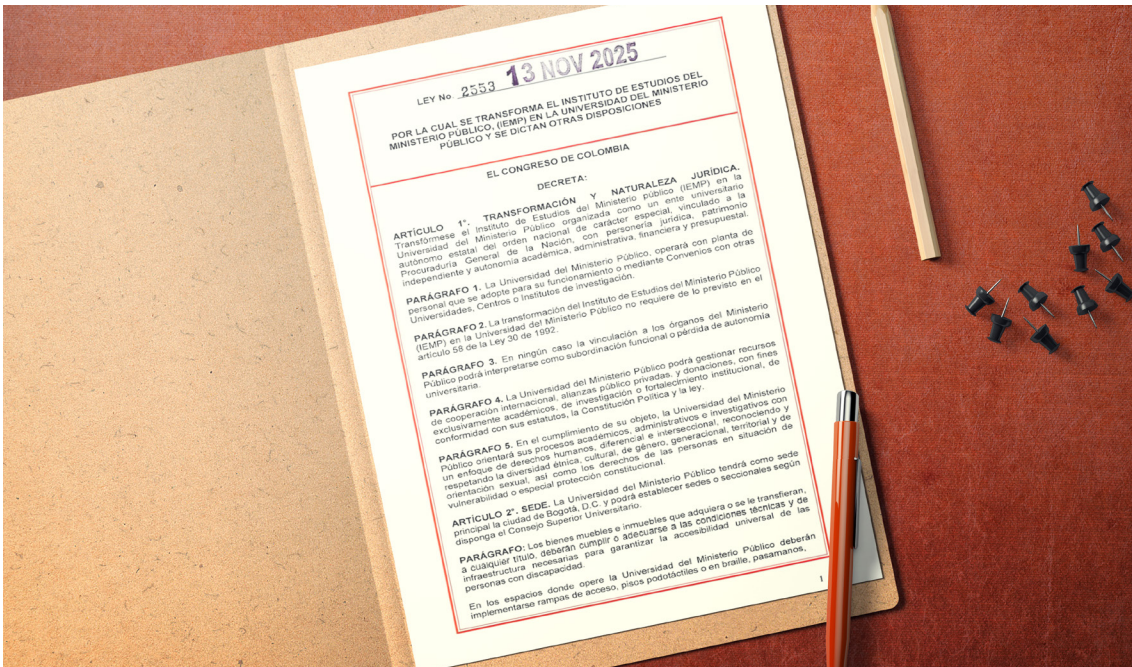 LEY No. 2553 13 NOV 2025
POR LA CUAL SE TRANSFORMA EL INSTITUTO DE ESTUDIOS DEL
MINISTERIO PÚBLICO, (IEMP) EN LA UNIVERSIDAD DEL MINISTERIO
PÚBLICO Y SE DICTAN OTRAS DISPOSICIONES
EL CONGRESO DE COLOMBIA
DECRETA:
ARTÍCULO 1°. TRANSFORMACIÓN Y NATURALEZA JURÍDICA.
Transfórmese el Instituto de Estudios del Ministerio público (IEMP) en la
Universidad del Ministerio Público organizada como un ente universitario
autónomo estatal del orden nacional de carácter especial, vinculado a la
Procuraduría General de la Nación, con personería jurídica, patrimonio
independiente y autonomía académica, administrativa, financiera y presupuestal.
PARÁGRAFO 1. La Universidad del Ministerio Público, operará con planta de
personal que se adopte para su funcionamiento o mediante Convenios con otras
Universidades, Centros o Institutos de investigación.
PARÁGRAFO 2. La transformación del Instituto de Estudios del Ministerio Público
(IEMP) en la Universidad del Ministerio Público no requiere de lo previsto en el
artículo 58 de la Ley 30 de 1992.
PARÁGRAFO 3. En ningún caso la vinculación a los órganos del Ministerio
Público podrá interpretarse como subordinación funcional o pérdida de autonomía
universitaria.
PARÁGRAFO 4. La Universidad del Ministerio Público podrá gestionar recursos
de cooperación internacional, alianzas público privadas, y donaciones, con fines
exclusivamente académicos, de investigación o fortalecimiento institucional, de
conformidad con sus estatutos, la Constitución Política y la ley.
PARÁGRAFO 5. En el cumplimiento de su objeto, la Universidad del Ministerio
Público orientará sus procesos académicos, administrativos e investigativos con
un enfoque de derechos humanos, diferencial e interseccional, reconociendo y
respetando la diversidad étnica, cultural, de género, generacional, territorial y de
orientación sexual, así como los derechos de las personas en situación de
vulnerabilidad o especial protección constitucional.
ARTÍCULO 2°. SEDE. La Universidad del Ministerio Público tendrá como sede
principal la ciudad de Bogotá, D.C. y podrá establecer sedes o seccionales según
disponga el Consejo Superior Universitario.
PARÁGRAFO: Los bienes muebles e inmuebles que adquiera o se le transfieran,
a cualquier título, deberán cumplir o adecuarse a las condiciones técnicas y de
infraestructura necesarias para garantizar la accesibilidad universal de las
personas con discapacidad.
En los espacios donde opere la Universidad del Ministerio Público deberán
implementarse rampas de acceso, pisos podotáctiles o en braille, pasamanos,
1